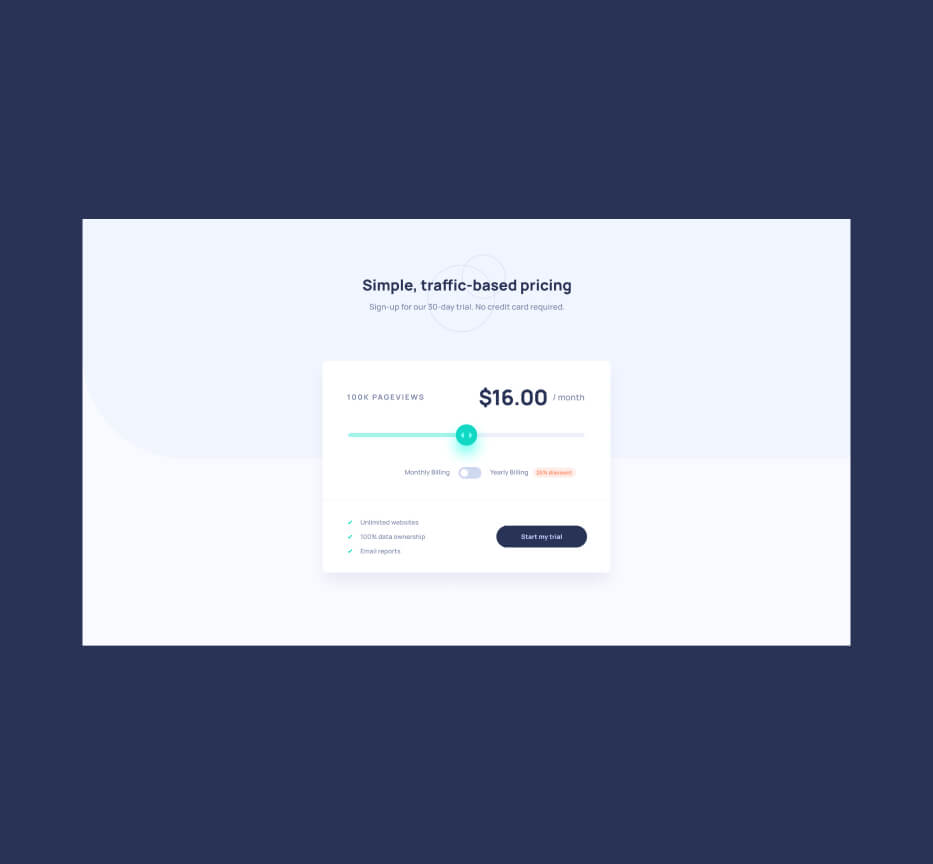 Simple, traffic-based pricing
Sign-up for our 30-day trial. No credit card required.
100K PAGEVIEWS
$16.00 / month
Monthly Billing
Yearly Billing
25% discount
Unlimited websites
100% data ownership
Email reports
Start my trial